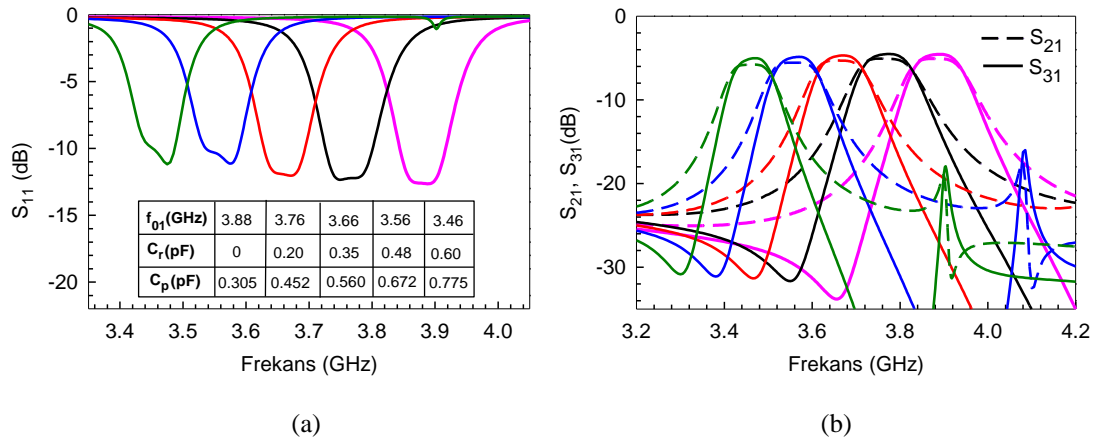 0
-5
-10
-15
-20
S11 (dB)
f01(GHz) 3.88 3.76 3.66 3.56 3.46
Cr(pF) 0 0.20 0.35 0.48 0.60
Cp(pF) 0.305 0.452 0.560 0.672 0.775
3.4 3.5 3.6 3.7 3.8 3.9 4.0
Frekans (GHz)
(a)
0
-10
-20
-30
S21, S31(dB)
S21
S31
3.2 3.4 3.6 3.8 4.0 4.2
Frekans (GHz)
(b)